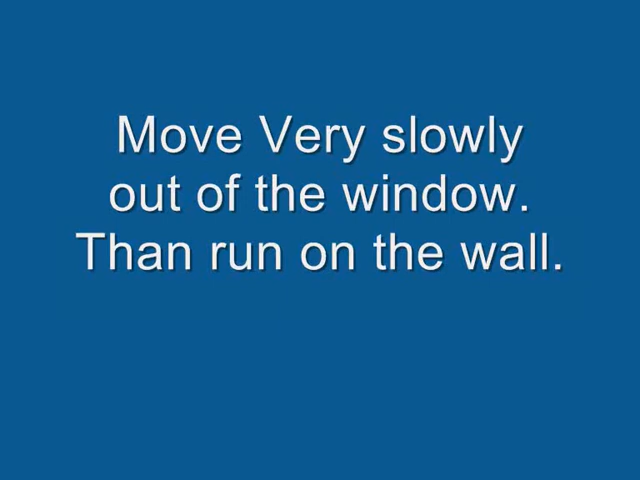 Move Very slowly
out of the window.
Than run on the wall.